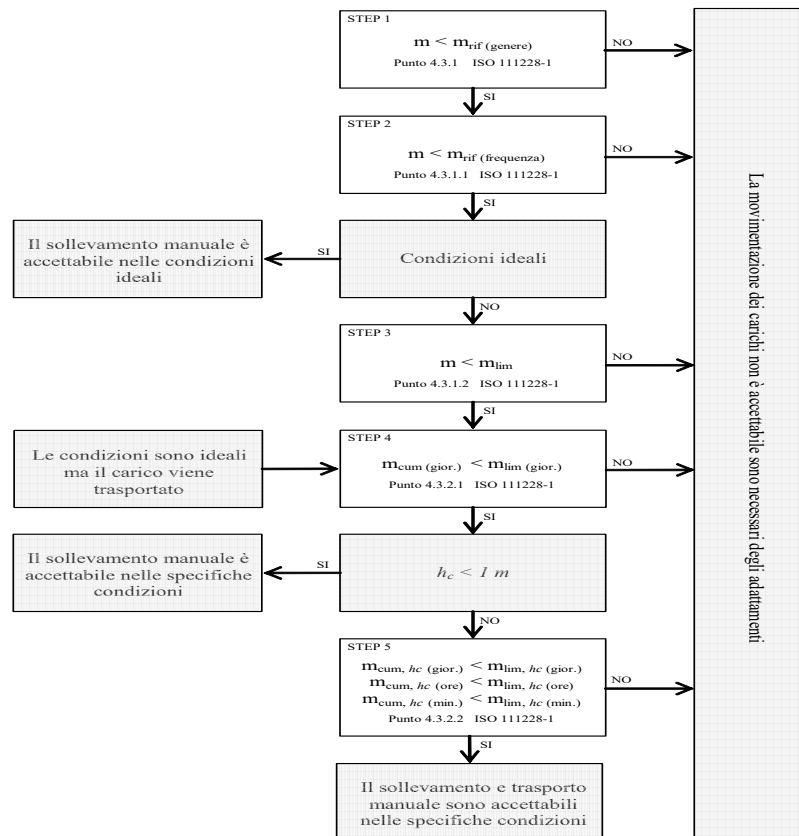 STEP 1
m < mrif (genere)
Punto 4.3.1 ISO 111228-1
NO
SI
STEP 2
m < mrif (frequenza)
Punto 4.3.1.1 ISO 111228-1
NO
SI
Il sollevamento manuale è
accettabile nelle condizioni
ideali
SI
Condizioni ideali
NO
STEP 3
m < mlim
Punto 4.3.1.2 ISO 111228-1
NO
SI
Le condizioni sono ideali
ma il carico viene
trasportato
STEP 4
mcum (gior.) < mlim (gior.)
Punto 4.3.2.1 ISO 111228-1
NO
SI
Il sollevamento manuale è
accettabile nelle specifiche
condizioni
SI
hc < 1 m
NO
STEP 5
mcum, hc (gior.) < mlim, hc (gior.)
mcum, hc (ore) < mlim, hc (ore)
mcum, hc (min.) < mlim, hc (min.)
Punto 4.3.2.2 ISO 111228-1
NO
SI
Il sollevamento e trasporto
manuale sono accettabili
nelle specifiche condizioni
La movimentazione dei carichi non è accettabile sono necessari degli adattamenti